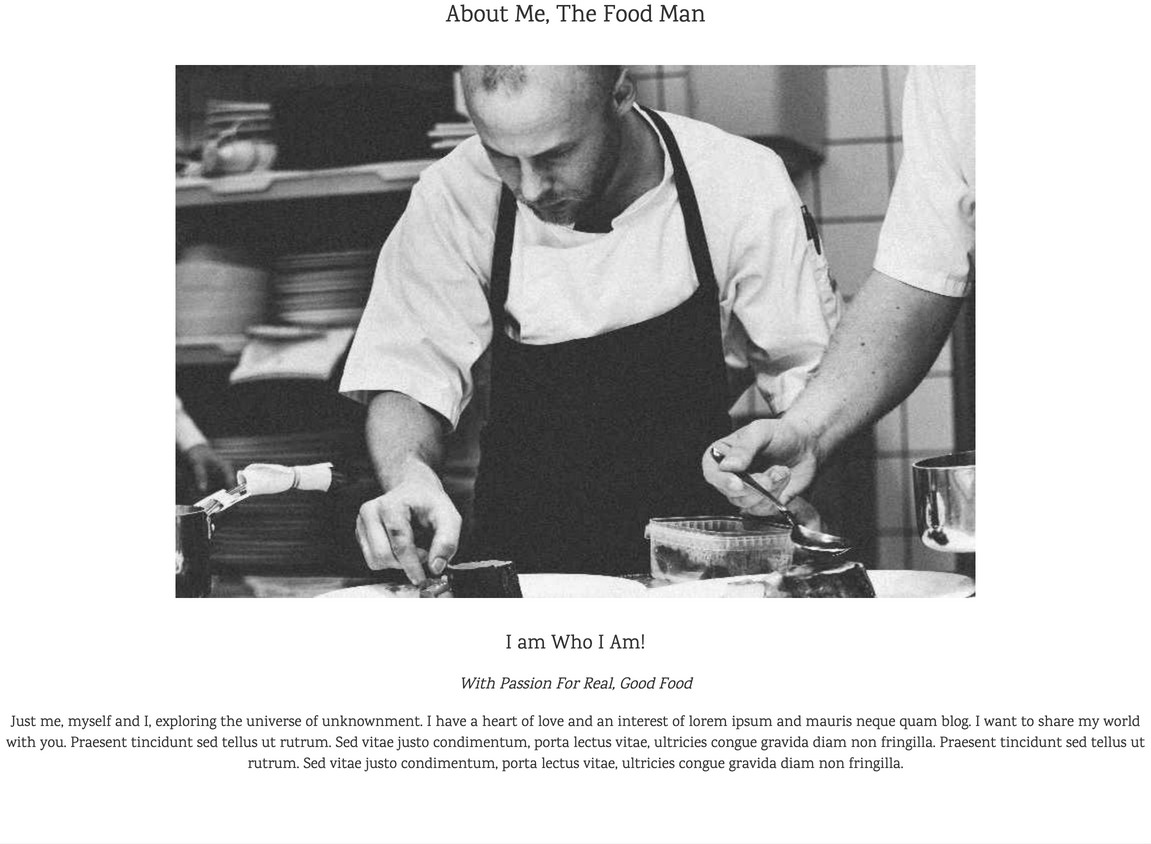 About Me, The Food Man
I am Who I Am!
With Passion For Real, Good Food
Just me, myself and I, exploring the universe of unknownment. I have a heart of love and an interest of lorem ipsum and mauris neque quam blog. I want to share my world
with you. Praesent tincidunt sed tellus ut rutrum. Sed vitae justo condimentum, porta lectus vitae, ultricies congue gravida diam non fringilla. Praesent tincidunt sed tellus ut
rutrum. Sed vitae justo condimentum, porta lectus vitae, ultricies congue gravida diam non fringilla.